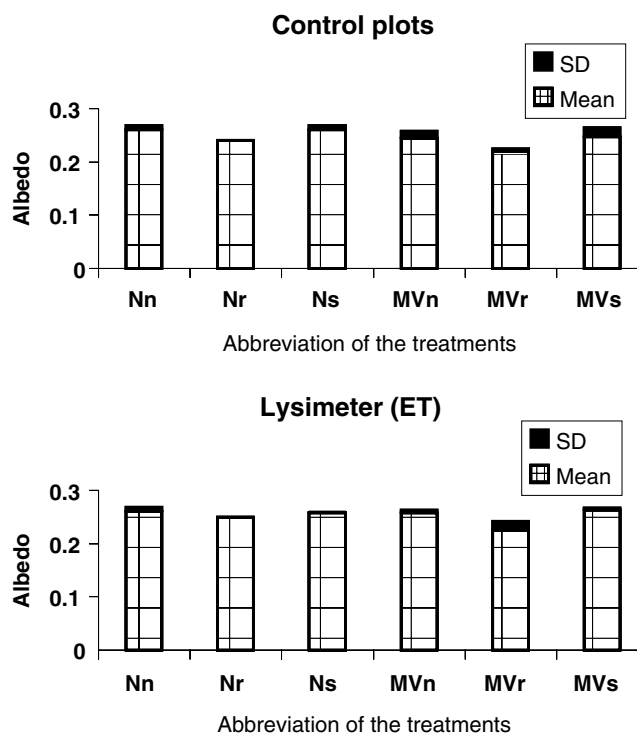 Control plots
SD
Mean
0.3
0.2
0.1
0
Albedo
Nn Nr Ns MVn MVr MVs
Abbreviation of the treatments
Lysimeter (ET)
SD
Mean
0.3
0.2
0.1
0
Albedo
Nn Nr Ns MVn MVr MVs
Abbreviation of the treatments